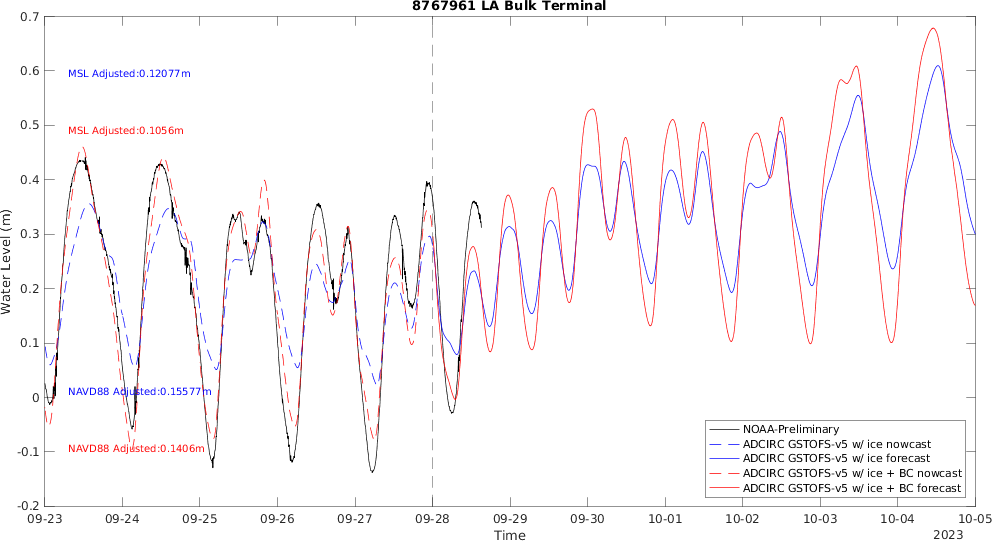 8767961 LA Bulk Terminal
0.7
0.6
0.5
0.4
0.3
0.2
0.1
0
-0.1
-0.2
Water Level (m)
MSL Adjusted:0.12077m
MSL Adjusted:0.1056m
NAVD88 Adjusted:0.15577m
NAVD88 Adjusted:0.1406m
NOAA-Preliminary
ADCIRC GSTOFS-v5 w/ ice nowcast
ADCIRC GSTOFS-v5 w/ ice forecast
ADCIRC GSTOFS-v5 w/ ice + BC nowcast
ADCIRC GSTOFS-v5 w/ ice + BC forecast
09-23 09-24 09-25 09-26 09-27 09-28 09-29 09-30 10-01 10-02 10-03 10-04 10-05
Time
2023